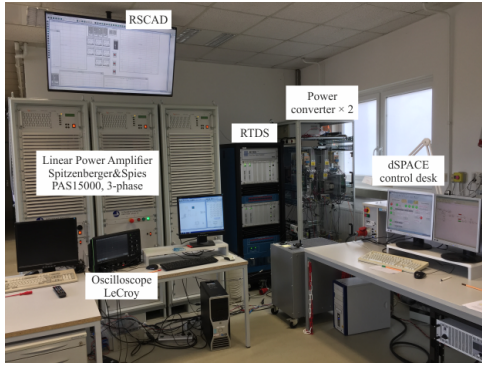 RSCAD
Power
converter × 2
RTDS
Linear Power Amplifier
Spitzenberger&Spies
PAS15000, 3-phase
dSPACE
control desk
Oscilloscope
LeCroy